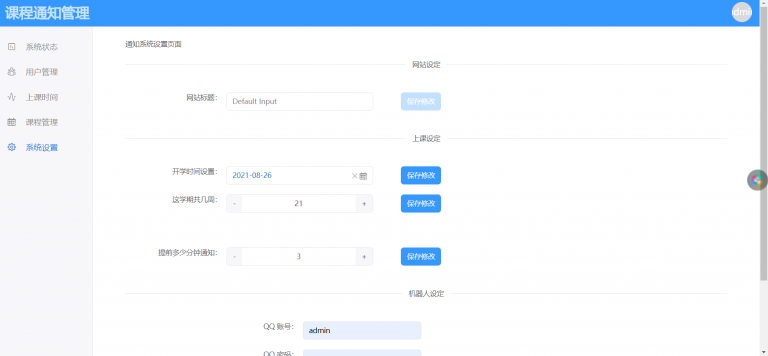 课程通知管理
dmi
系统状态
用户管理
上课时间
课程管理
系统设置
通知系统设置页面
网站设定
网站标题： Default Input 保存修改
上课设定
开学时间设置： 2021-08-26 保存修改
这学期共几周： - 21 + 保存修改
提前多少分钟通知： - 3 + 保存修改
机器人设定
QQ 账号： admin
QQ 密码：